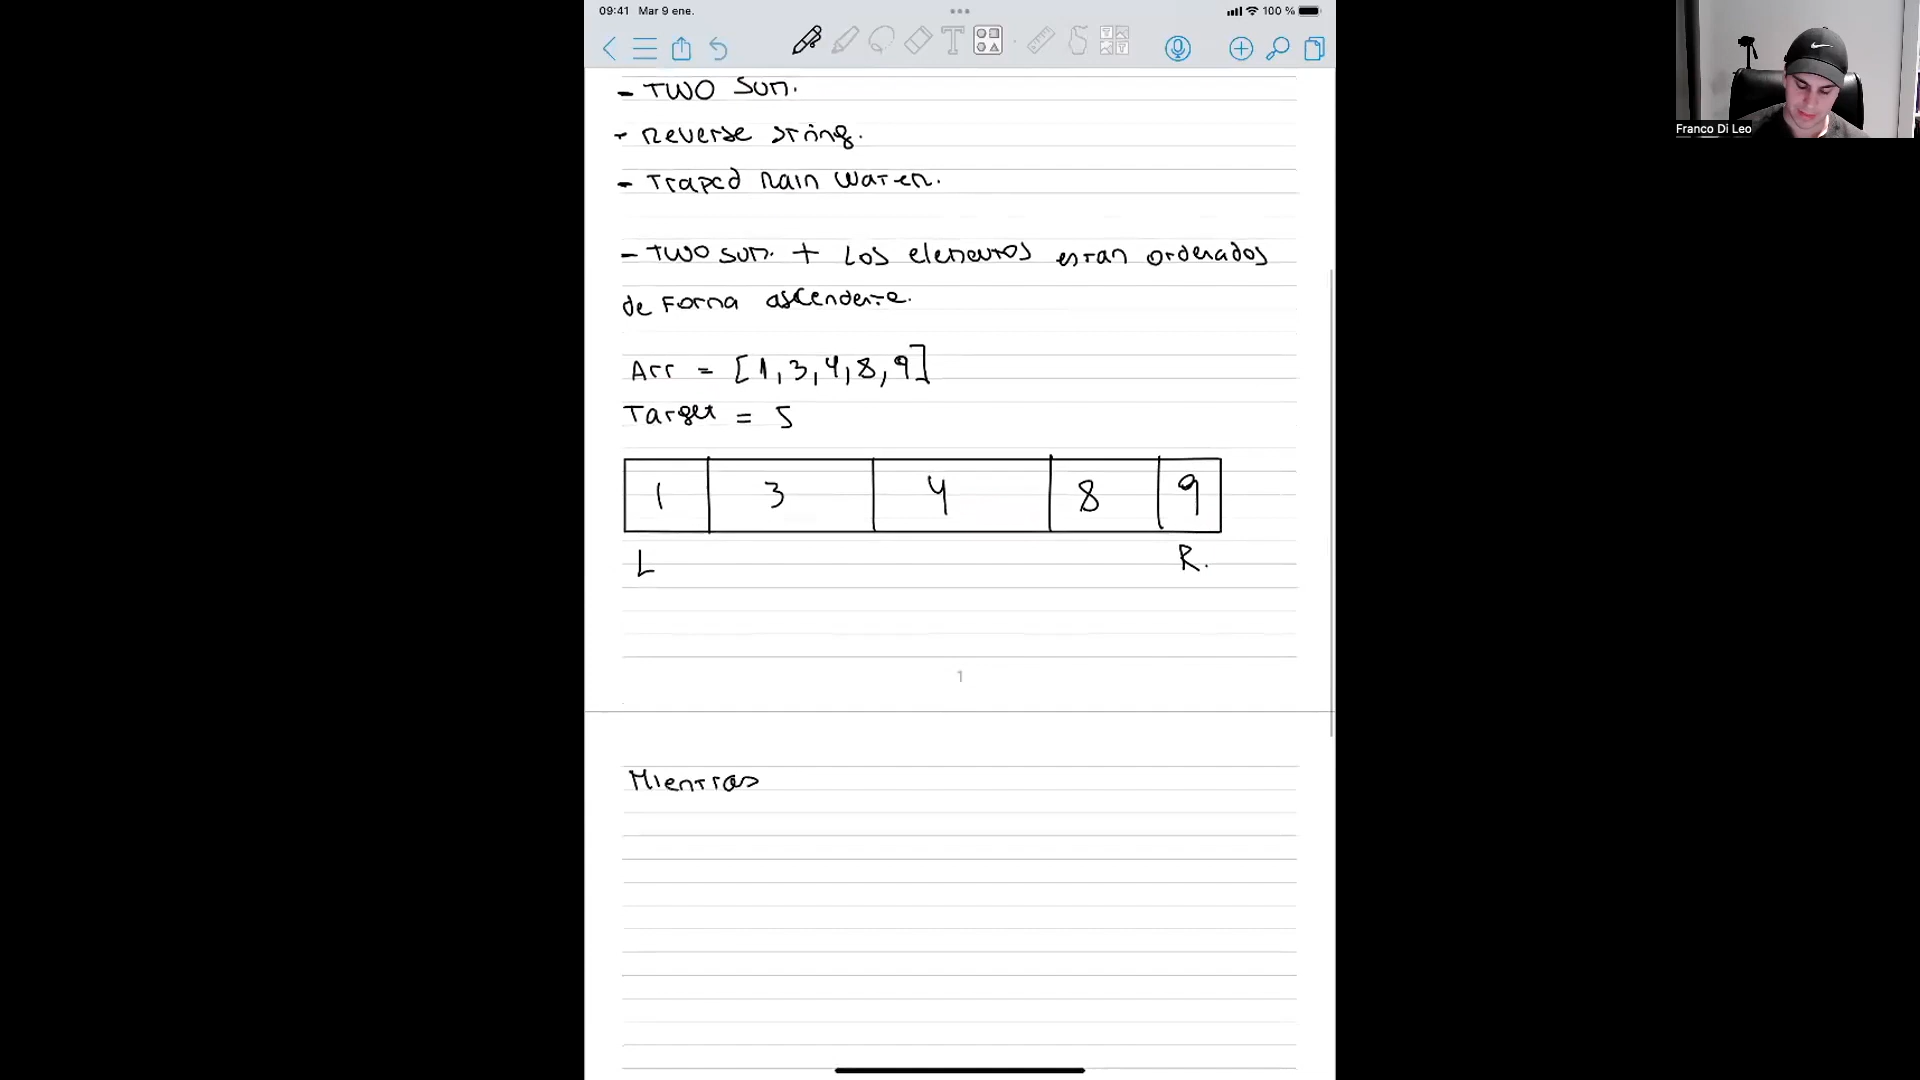 09:41 Mar 9 ene.
100 %
- TWO Sum.
- Reverse String.
- Traped Rain Water.
- TWO SUM. + Los elementos estan ordenados
de Forma ascendente.
Arr = [1, 3, 4, 8, 9]
Target = 5
1 3 4 8 9
L R.
1
Mientras
Franco Di Leo